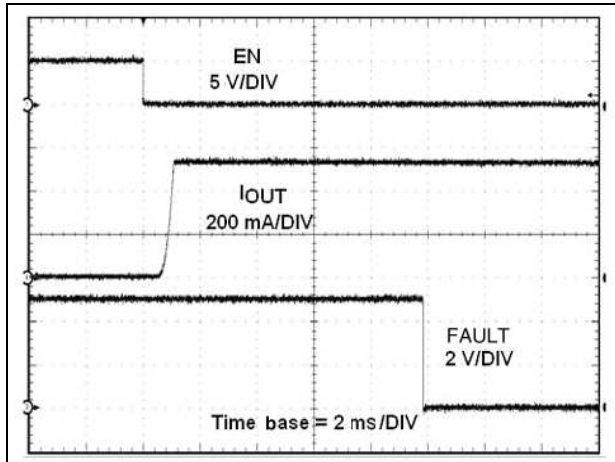 EN
5 V/DIV
IOUT
200 mA/DIV
FAULT
2 V/DIV
Time base = 2 ms/DIV